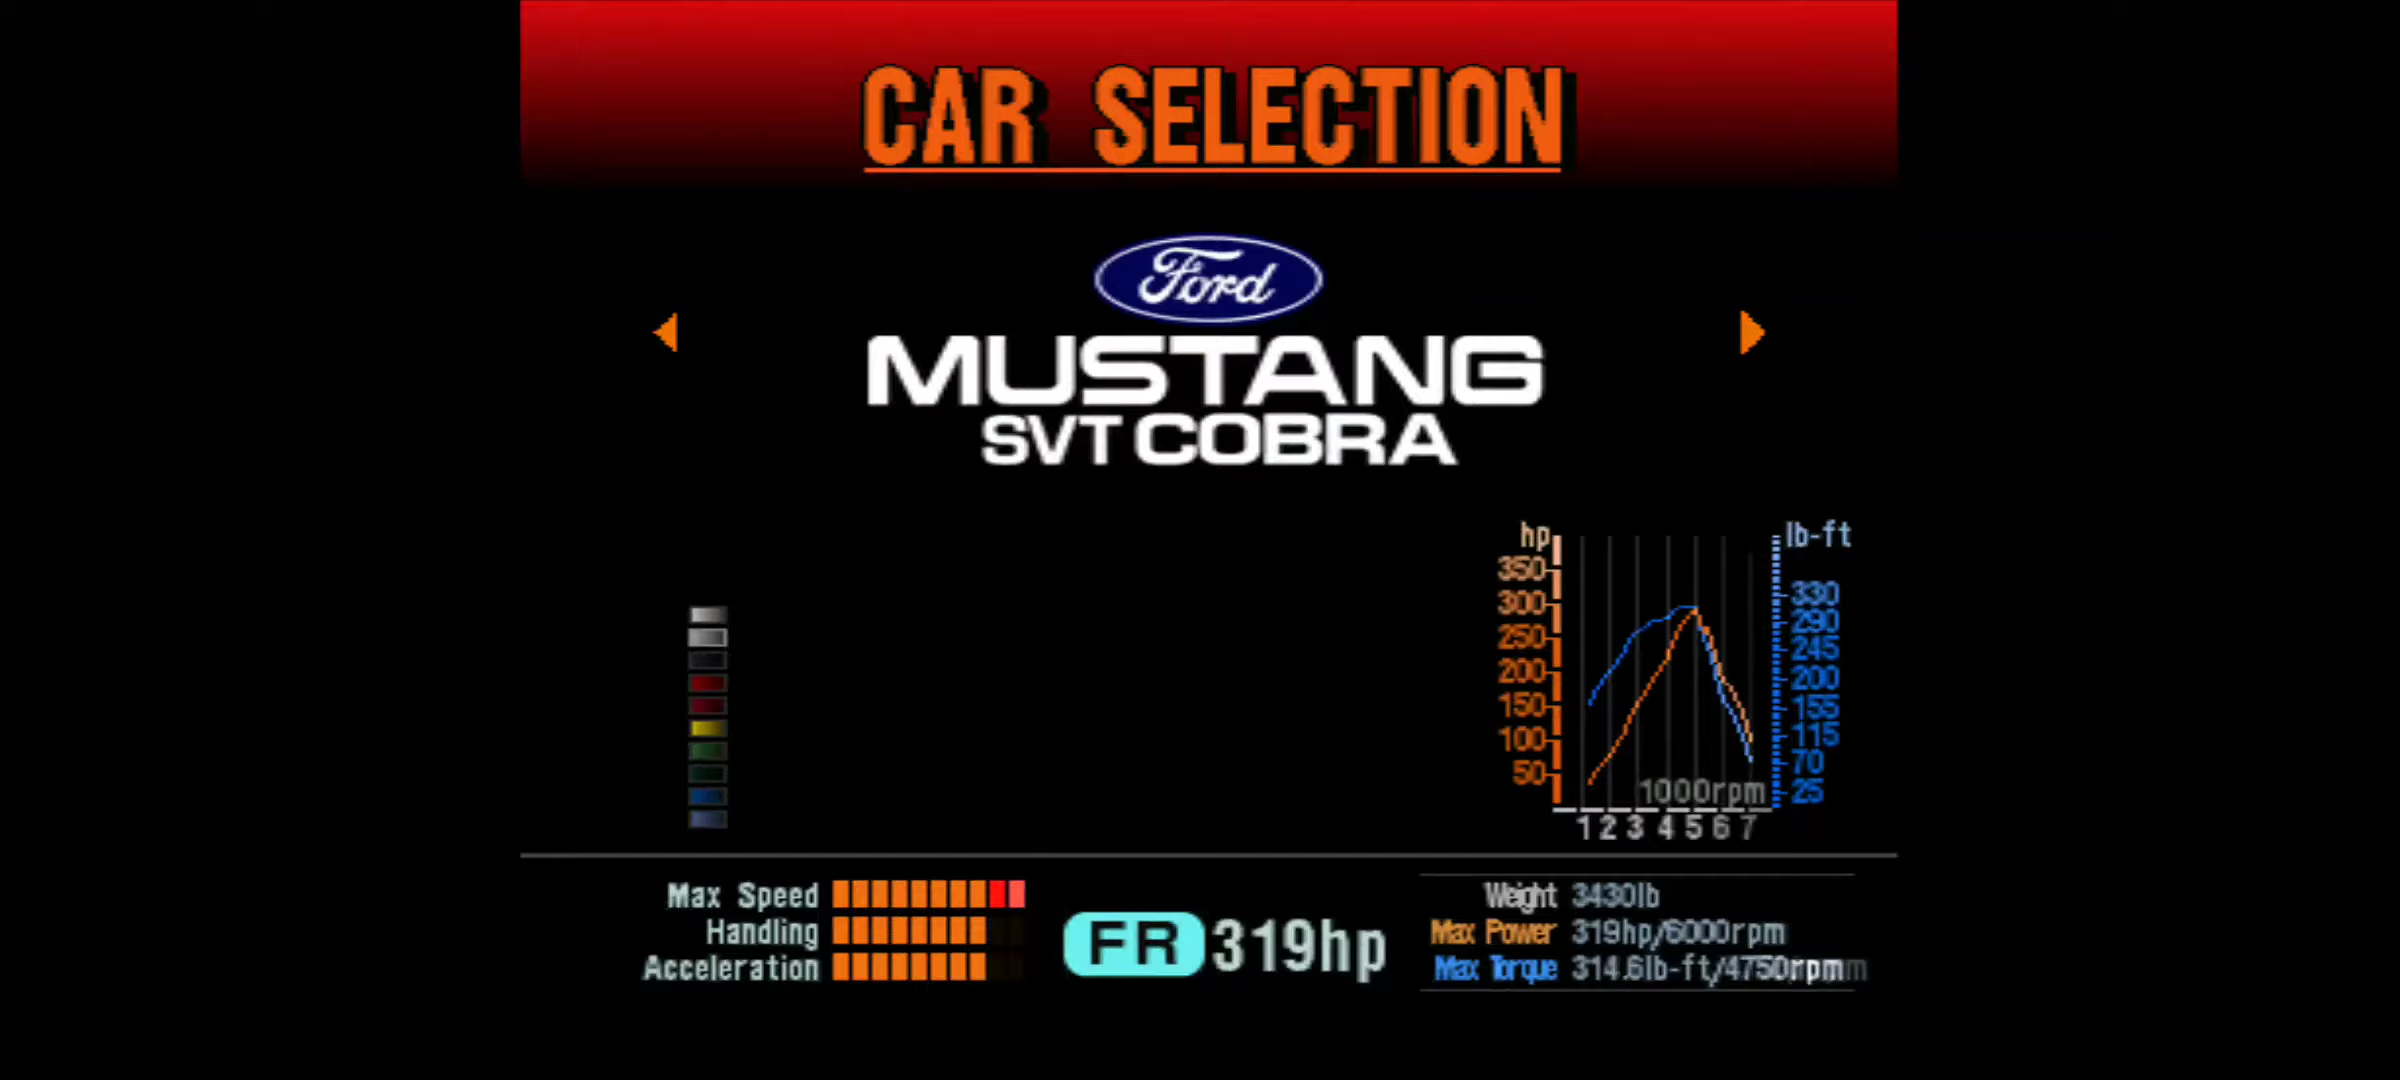 CAR SELECTION
Ford
MUSTANG
SVT COBRA
hp
350
300
250
200
150
100
50
lb-ft
330
290
245
200
155
115
70
25
1000rpm
1 2 3 4 5 6 7
Max Speed
Handling
Acceleration
FR 319hp
Weight 3430lb
Max Power 319hp/6000rpm
Max Torque 314.6lb-ft/4750rpm